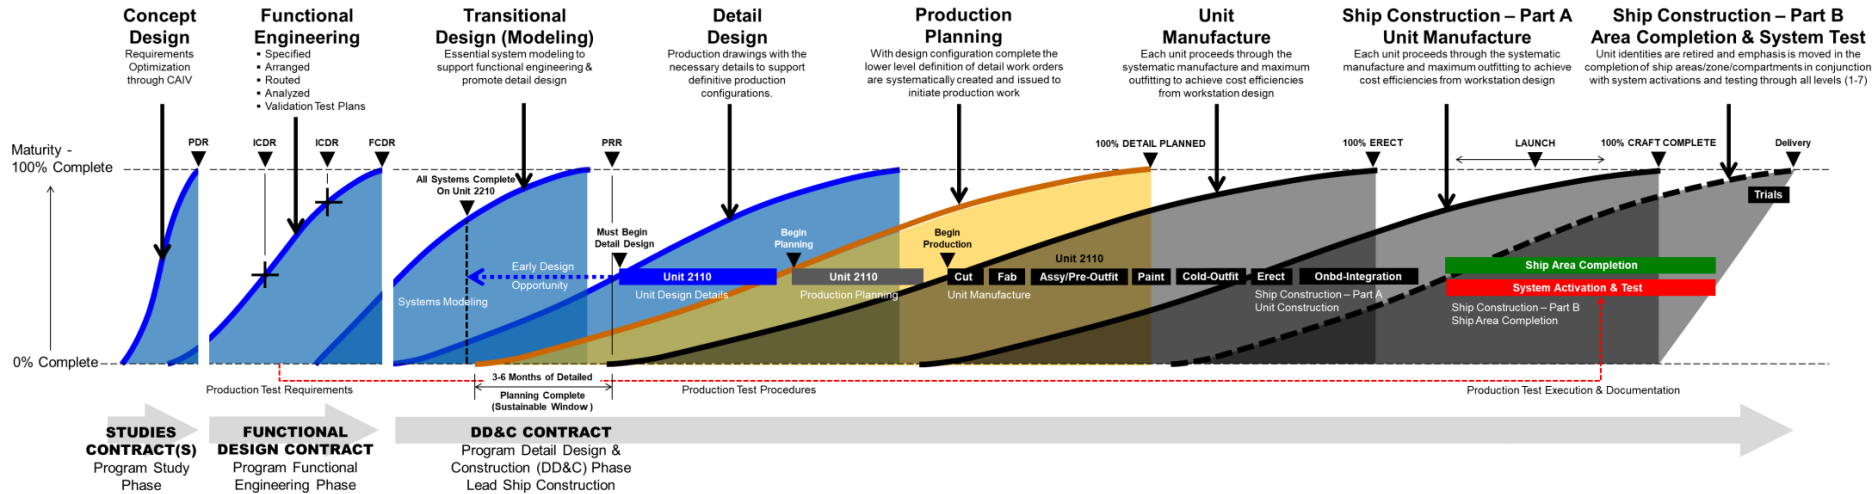 Concept
Design
Requirements
Optimization
through CAIV
Functional
Engineering
▪ Specified
▪ Arranged
▪ Routed
▪ Analyzed
▪ Validation Test Plans
Transitional
Design (Modeling)
Essential system modeling to
support functional engineering &
promote detail design
Detail
Design
Production drawings with the
necessary details to support
definitive production
configurations.
Production
Planning
With design configuration complete the
lower level definition of detail work orders
are systematically created and issued to
initiate production work
Unit
Manufacture
Each unit proceeds through the
systematic manufacture and maximum
outfitting to achieve cost efficiencies
from workstation design
Ship Construction – Part A
Unit Manufacture
Each unit proceeds through the systematic
manufacture and maximum outfitting to achieve
cost efficiencies from workstation design
Ship Construction – Part B
Area Completion & System Test
Unit identities are retired and emphasis is moved in the
completion of ship areas/zone/compartments in conjunction
with system activations and testing through all levels (1-7)
PDR
ICDR
ICDR
FCDR
PRR
100% DETAIL PLANNED
100% ERECT
LAUNCH
100% CRAFT COMPLETE
Delivery
Maturity -
100% Complete
0% Complete
All Systems Complete
On Unit 2210
Must Begin
Detail Design
Begin
Planning
Begin
Production
Trials
Early Design
Opportunity
Systems Modeling
Unit 2110
Unit Design Details
Unit 2110
Production Planning
Unit 2110
Cut
Fab
Assy/Pre-Outfit
Paint
Cold-Outfit
Erect
Onbd-Integration
Unit Manufacture
Ship Construction – Part A
Unit Construction
Ship Area Completion
System Activation & Test
Ship Construction – Part B
Ship Area Completion
Production Test Requirements
3-6 Months of Detailed
Planning Complete
(Sustainable Window)
Production Test Procedures
Production Test Execution & Documentation
STUDIES
CONTRACT(S)
Program Study
Phase
FUNCTIONAL
DESIGN CONTRACT
Program Functional
Engineering Phase
DD&C CONTRACT
Program Detail Design &
Construction (DD&C) Phase
Lead Ship Construction